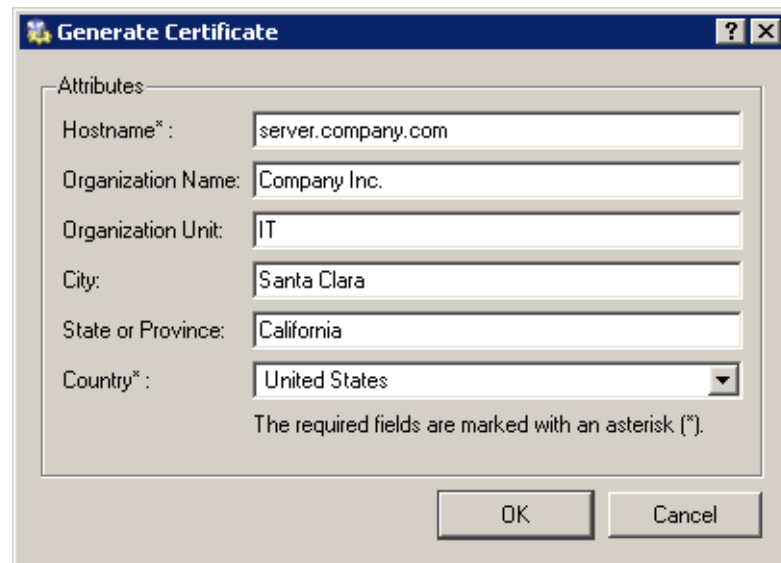 Generate Certificate
Attributes
Hostname* : server.company.com
Organization Name: Company Inc.
Organization Unit: IT
City: Santa Clara
State or Province: California
Country* : United States
The required fields are marked with an asterisk (*).
OK Cancel